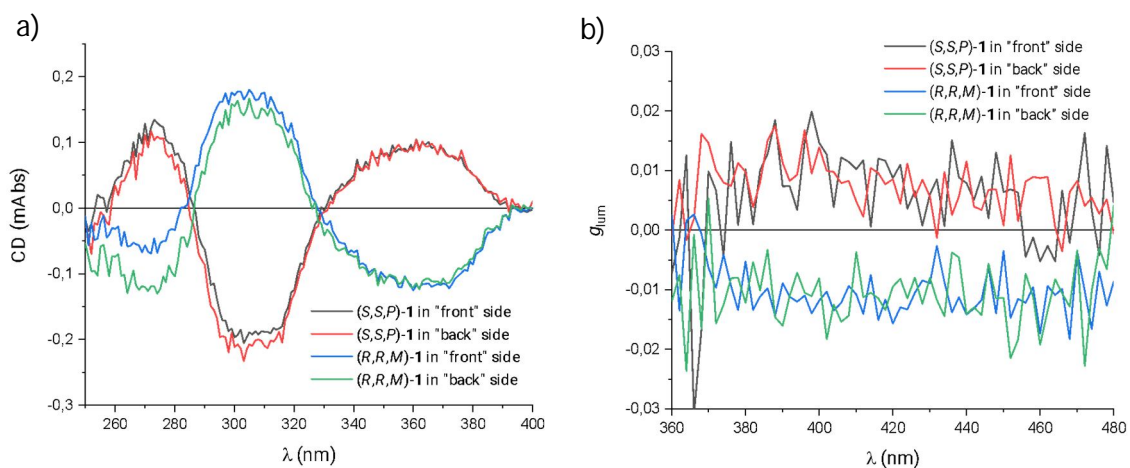 a)
0,2
0,1
0,0
-0,1
-0,2
-0,3
CD (mAbs)
260 280 300 320 340 360 380 400
λ (nm)
(S,S,P)-1 in "front" side
(S,S,P)-1 in "back" side
(R,R,M)-1 in "front" side
(R,R,M)-1 in "back" side
b)
0,03
0,02
0,01
0,00
-0,01
-0,02
-0,03
glum
360 380 400 420 440 460 480
λ (nm)
(S,S,P)-1 in "front" side
(S,S,P)-1 in "back" side
(R,R,M)-1 in "front" side
(R,R,M)-1 in "back" side